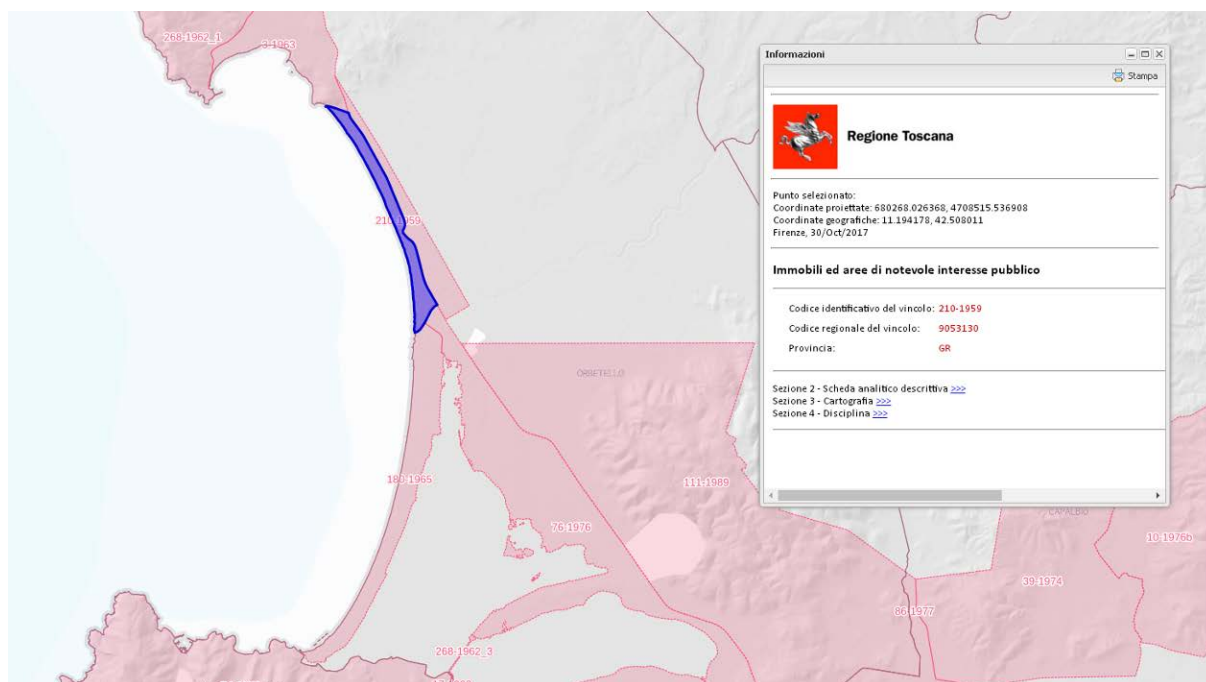 268-1962_1
3-1963
Informazioni
Stampa
Regione Toscana
Punto selezionato:
Coordinate proiettate: 680268.026368, 4708515.536908
Coordinate geografiche: 11.194178, 42.508011
Firenze, 30/Oct/2017
Immobili ed aree di notevole interesse pubblico
Codice identificativo del vincolo: 210-1959
Codice regionale del vincolo: 9053130
Provincia: GR
Sezione 2 - Scheda analitico descrittiva >>>
Sezione 3 - Cartografia >>>
Sezione 4 - Disciplina >>>
210-1959
ORBETELLO
180-1965
111-1989
76-1976
CAPALBIO
10-1976b
39-1974
86-1977
268-1962_3